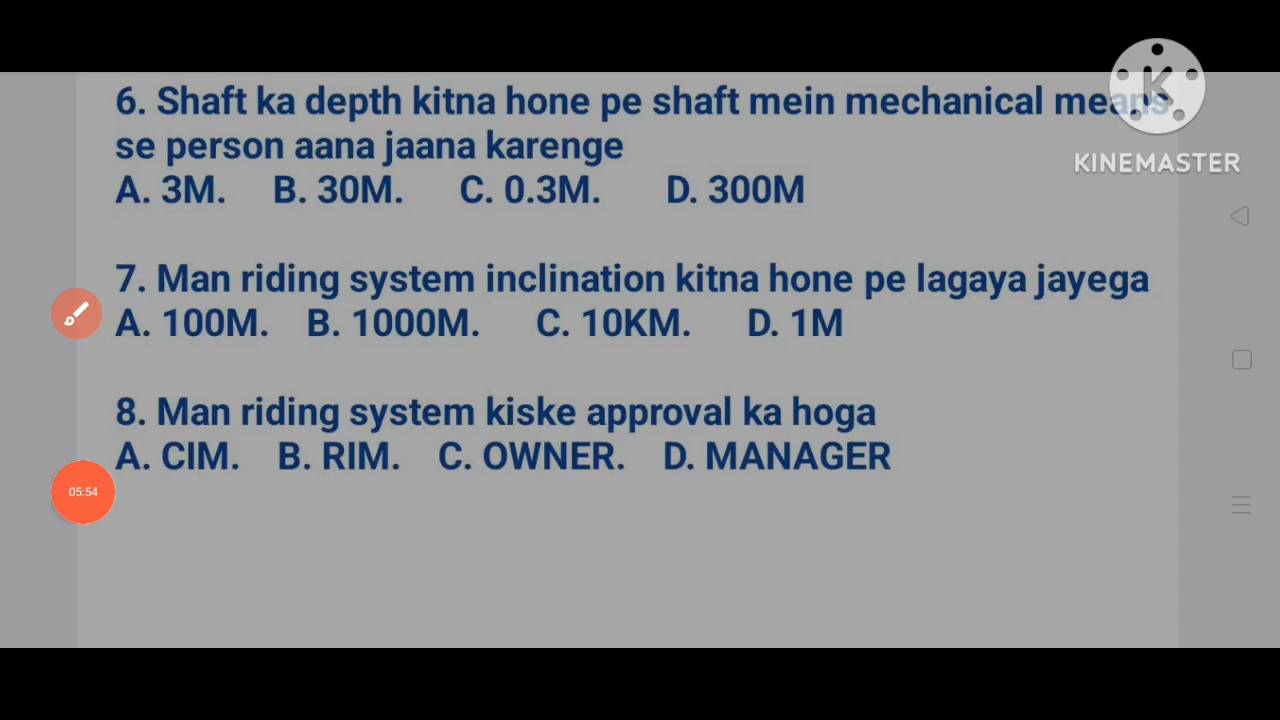 6. Shaft ka depth kitna hone pe shaft mein mechanical means
se person aana jaana karenge
A. 3M. B. 30M. C. 0.3M. D. 300M
KINEMASTER
7. Man riding system inclination kitna hone pe lagaya jayega
A. 100M. B. 1000M. C. 10KM. D. 1M
8. Man riding system kiske approval ka hoga
A. CIM. B. RIM. C. OWNER. D. MANAGER
05:54